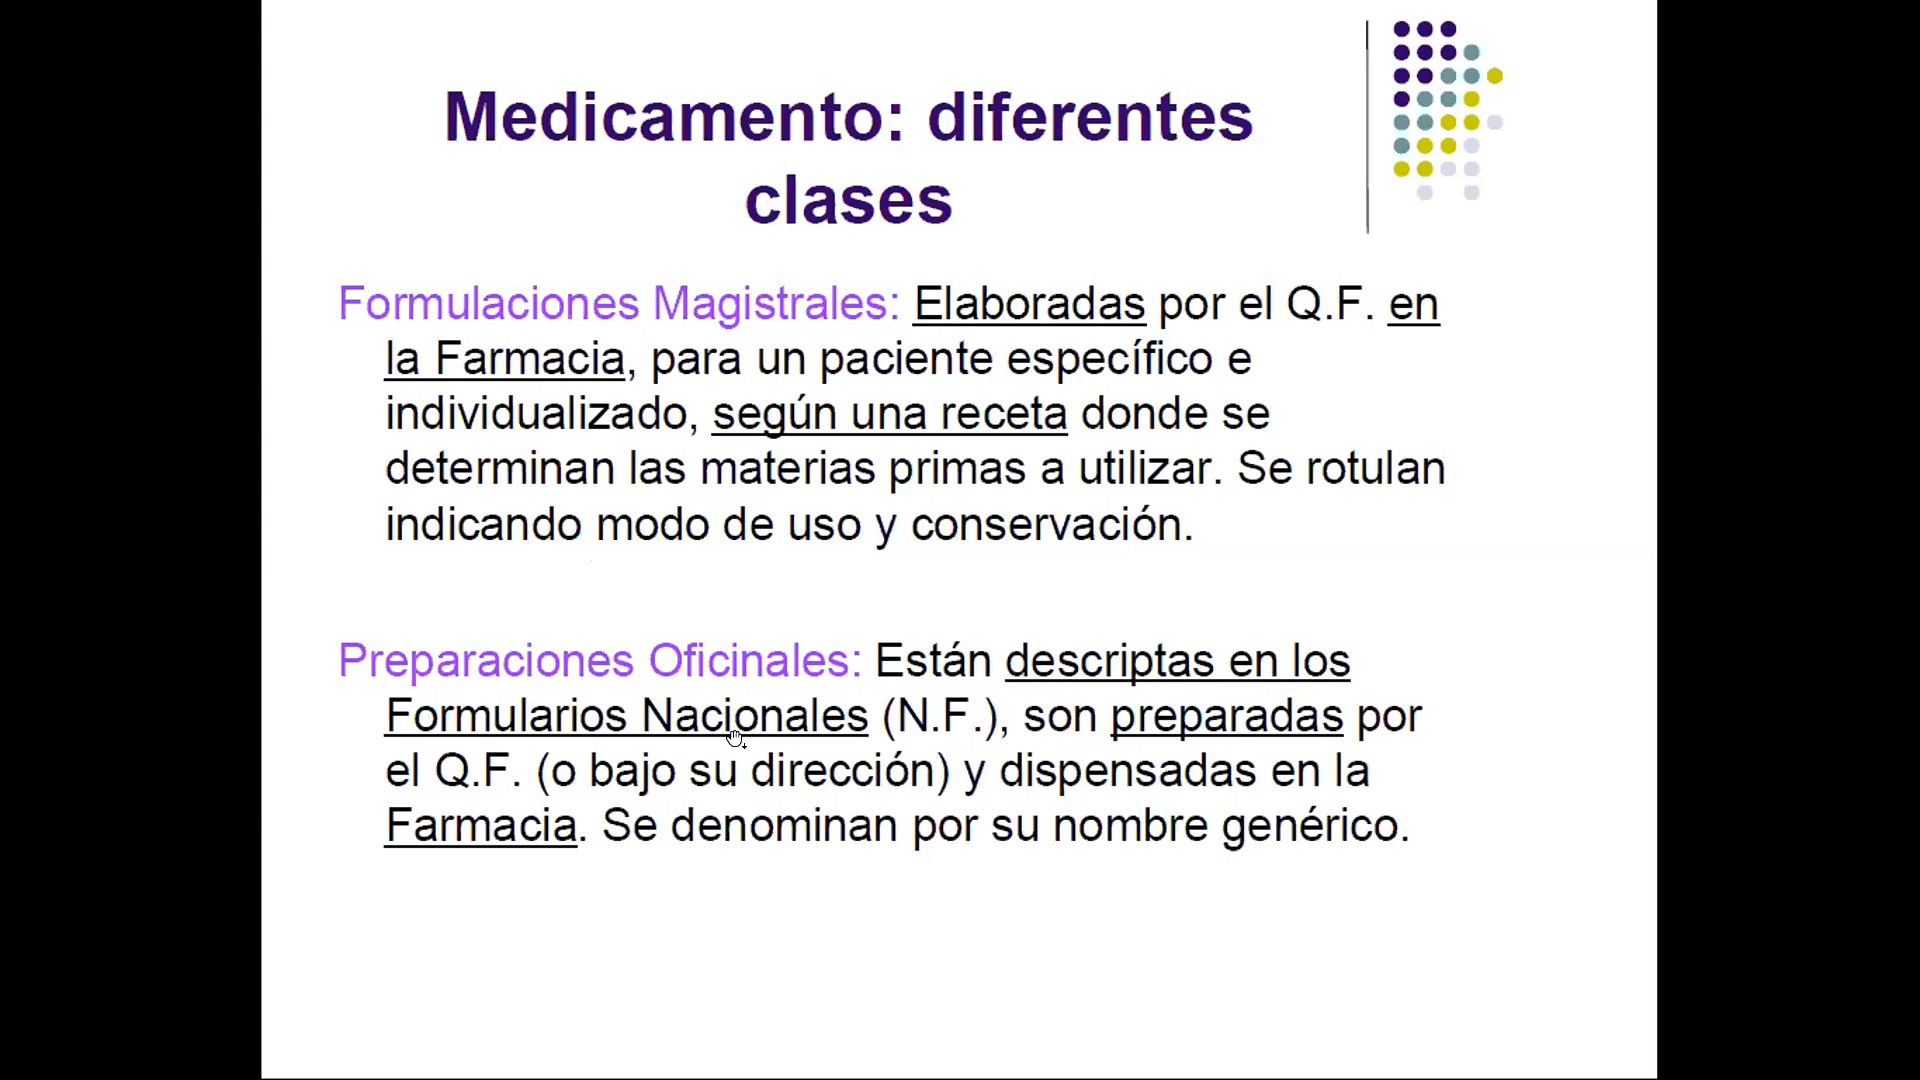 Medicamento: diferentes
clases
Formulaciones Magistrales: Elaboradas por el Q.F. en
la Farmacia, para un paciente específico e
individualizado, según una receta donde se
determinan las materias primas a utilizar. Se rotulan
indicando modo de uso y conservación.
Preparaciones Oficinales: Están descriptas en los
Formularios Nacionales (N.F.), son preparadas por
el Q.F. (o bajo su dirección) y dispensadas en la
Farmacia. Se denominan por su nombre genérico.